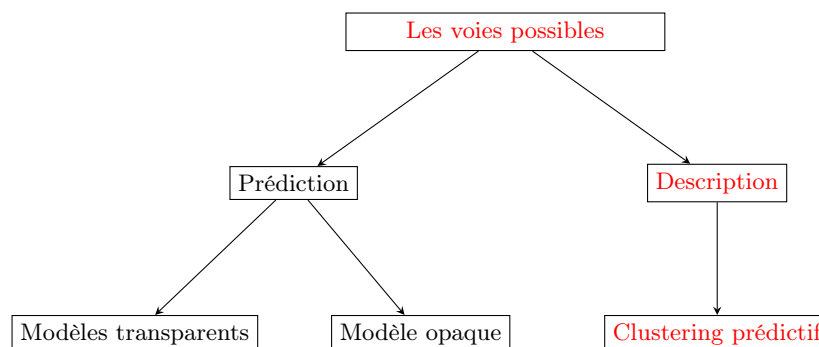 Les voies possibles
Prédiction
Description
Modèles transparents
Modèle opaque
Clustering prédictif